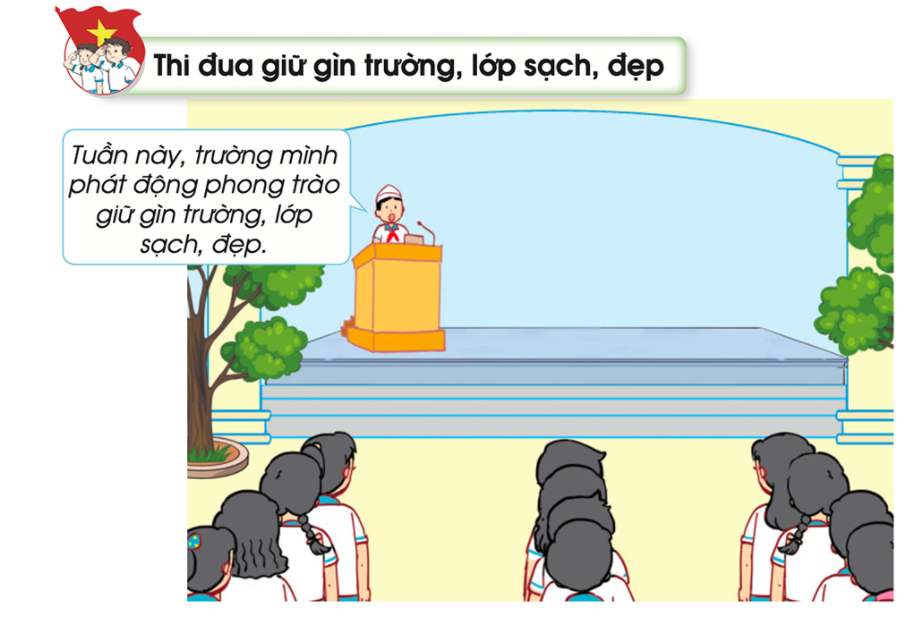 Thi đua giữ gìn trường, lớp sạch, đẹp
Tuần này, trường mình
phát động phong trào
giữ gìn trường, lớp
sạch, đẹp.